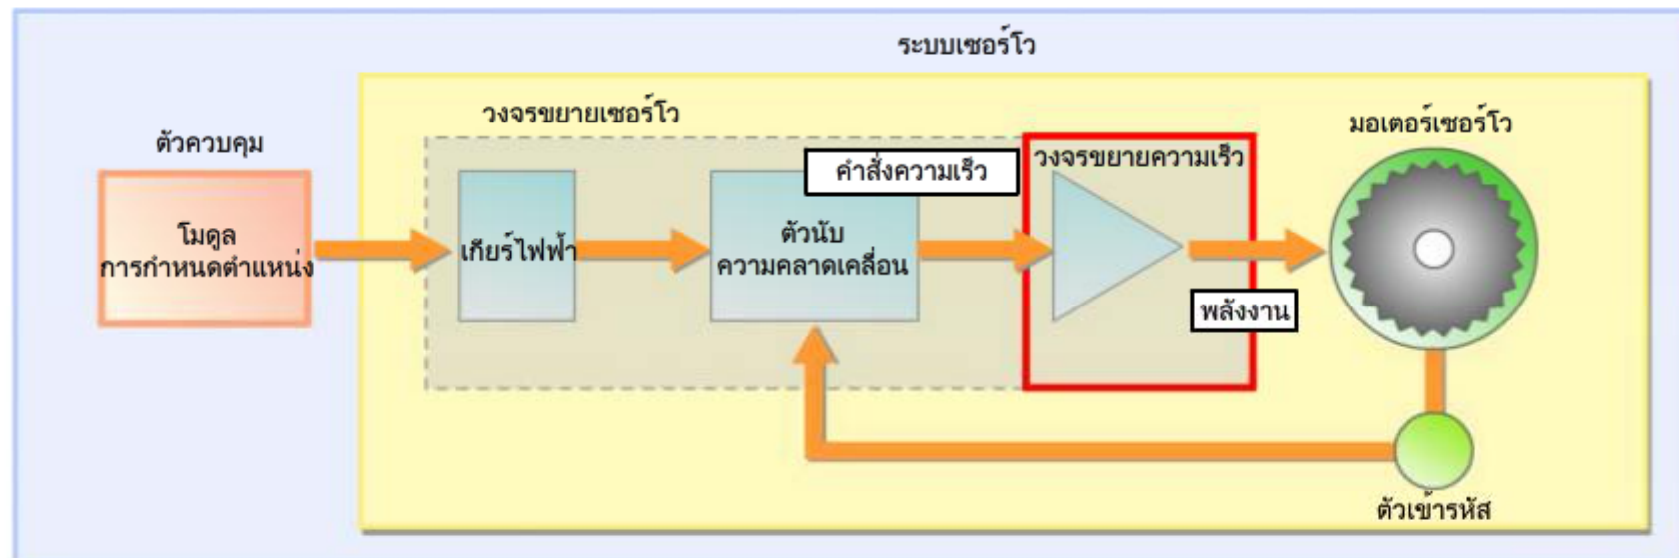 ระบบเซอร์โว
วงจรขยายเซอร์โว
มอเตอร์เซอร์โว
ตัวควบคุม
คำสั่งความเร็ว
วงจรขยายความเร็ว
โมดูล
การกำหนดตำแหน่ง
เกียร์ไฟฟ้า
ตัวนับ
ความคลาดเคลื่อน
พลังงาน
ตัวเข้ารหัส